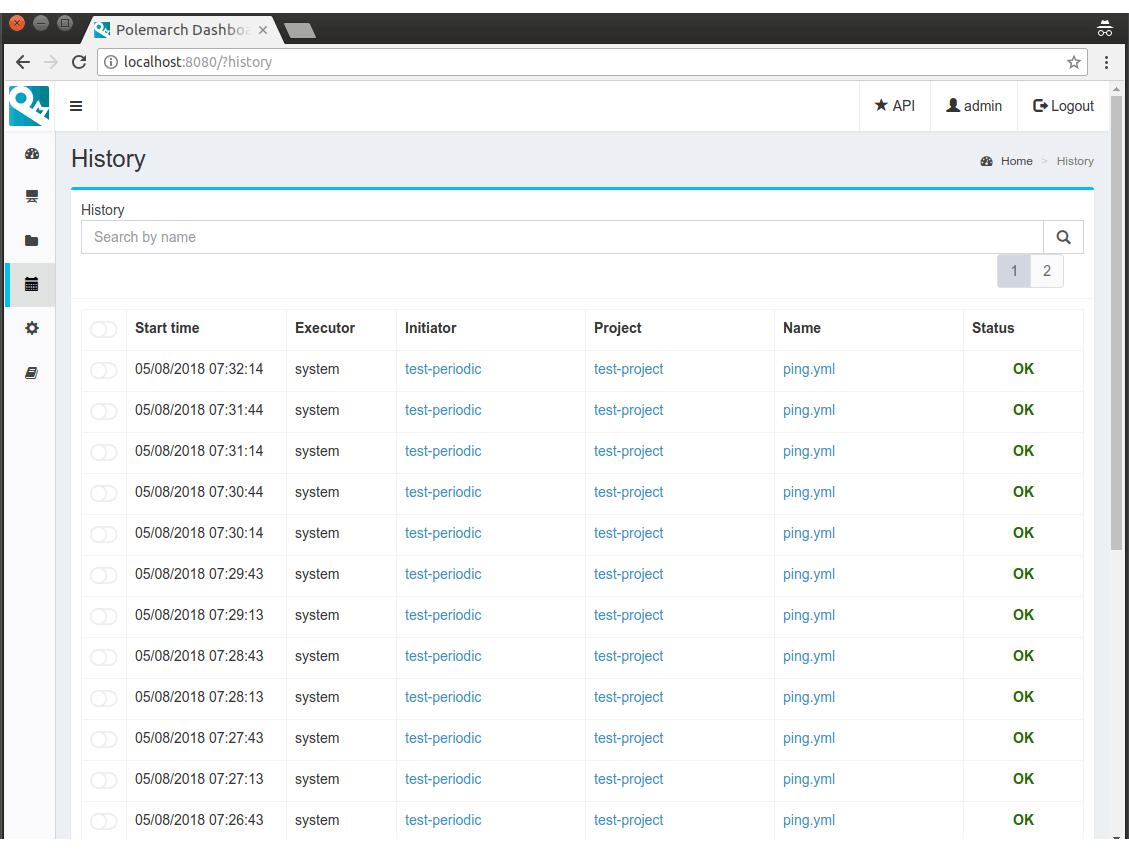 Polemarch Dashboa
localhost:8080/?history
API admin Logout
History
Home > History
History
Search by name
1 2
Start time Executor Initiator Project Name Status
05/08/2018 07:32:14 system test-periodic test-project ping.yml OK
05/08/2018 07:31:44 system test-periodic test-project ping.yml OK
05/08/2018 07:31:14 system test-periodic test-project ping.yml OK
05/08/2018 07:30:44 system test-periodic test-project ping.yml OK
05/08/2018 07:30:14 system test-periodic test-project ping.yml OK
05/08/2018 07:29:43 system test-periodic test-project ping.yml OK
05/08/2018 07:29:13 system test-periodic test-project ping.yml OK
05/08/2018 07:28:43 system test-periodic test-project ping.yml OK
05/08/2018 07:28:13 system test-periodic test-project ping.yml OK
05/08/2018 07:27:43 system test-periodic test-project ping.yml OK
05/08/2018 07:27:13 system test-periodic test-project ping.yml OK
05/08/2018 07:26:43 system test-periodic test-project ping.yml OK